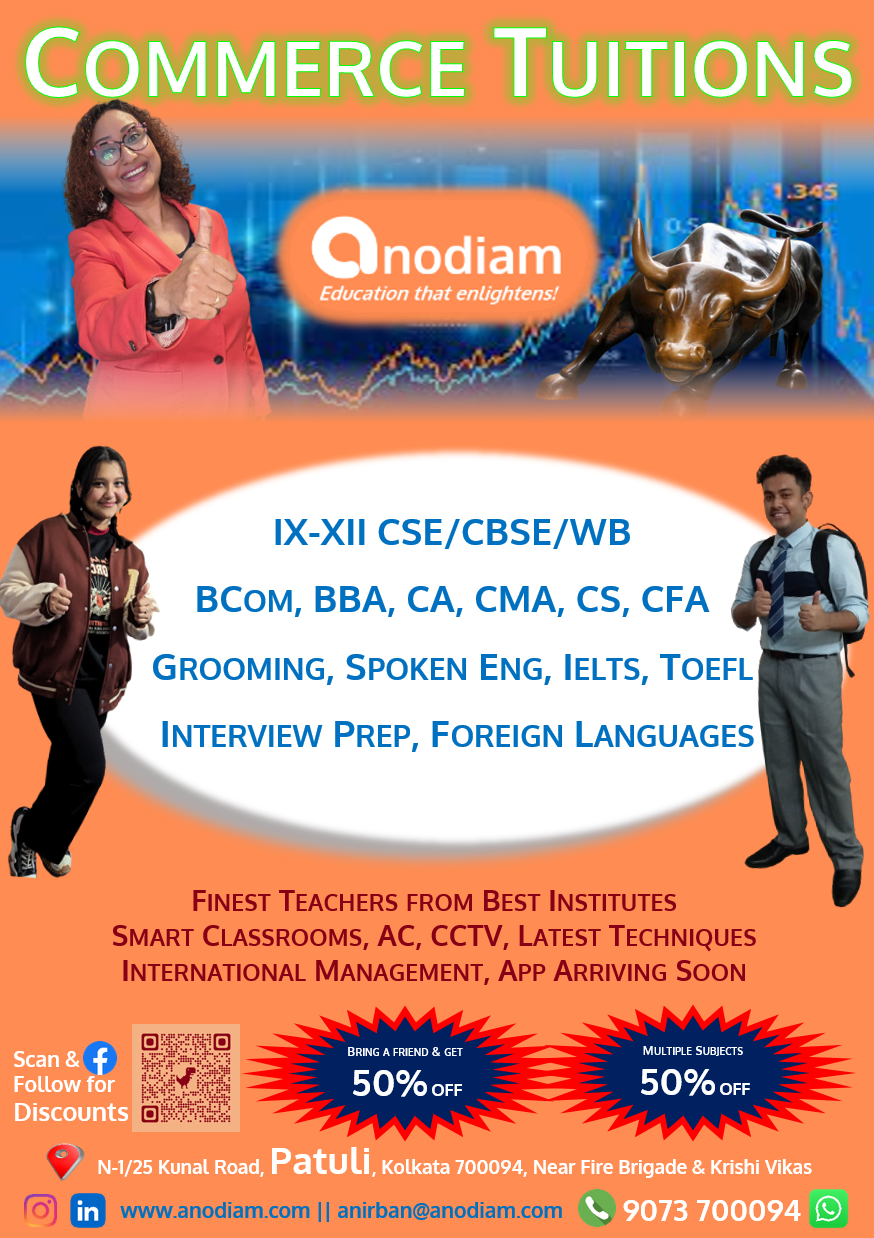 COMMERCE TUITIONS
1.345
0.5
anodiam
Education that enlightens!
IX-XII CSE/CBSE/WB
BCOM, BBA, CA, CMA, CS, CFA
GROOMING, SPOKEN ENG, IELTS, TOEFL
INTERVIEW PREP, FOREIGN LANGUAGES
FINEST TEACHERS FROM BEST INSTITUTES
SMART CLASSROOMS, AC, CCTV, LATEST TECHNIQUES
INTERNATIONAL MANAGEMENT, APP ARRIVING SOON
Scan &
Follow for
Discounts
BRING A FRIEND & GET
50% OFF
MULTIPLE SUBJECTS
50% OFF
N-1/25 Kunal Road, Patuli, Kolkata 700094, Near Fire Brigade & Krishi Vikas
in www.anodiam.com || anirban@anodiam.com 9073 700094